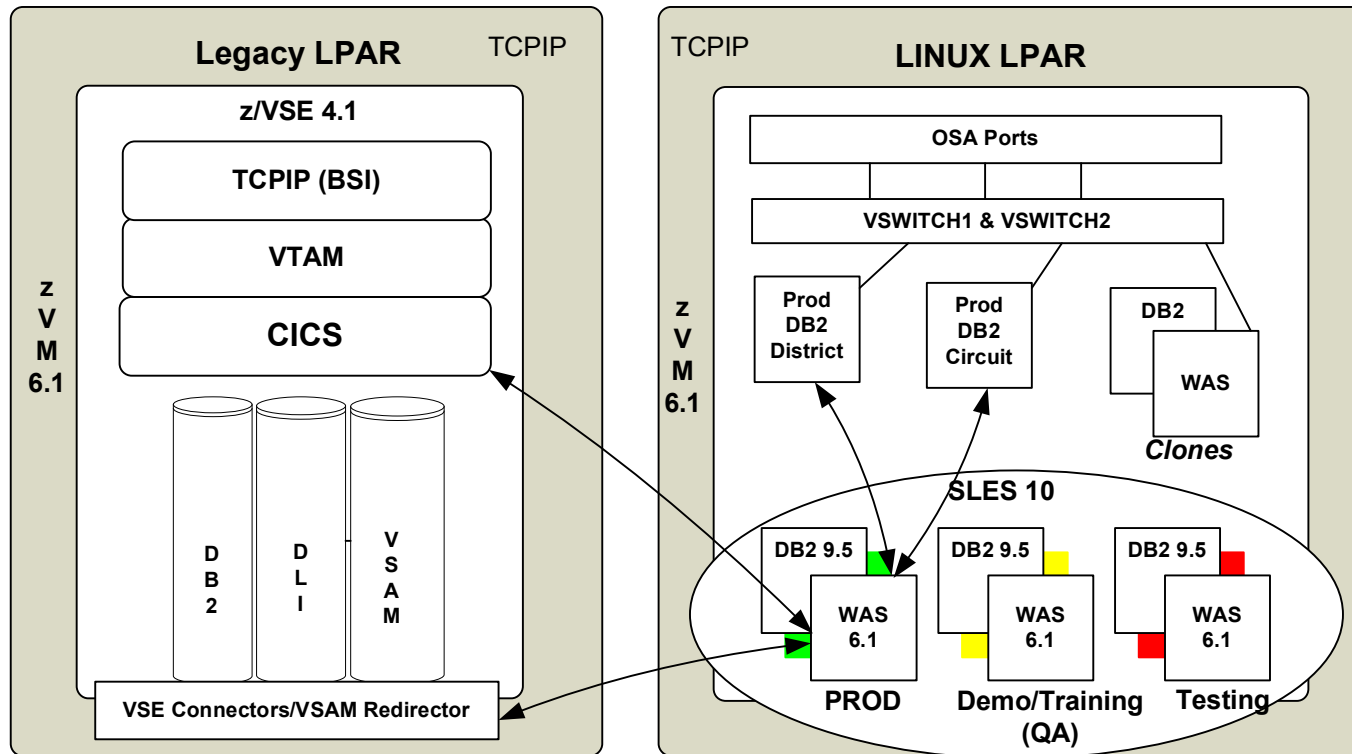 Legacy LPAR
TCPIP
z/VSE 4.1
TCPIP (BSI)
VTAM
CICS
z
V
M
6.1
D
B
2
D
L
I
V
S
A
M
VSE Connectors/VSAM Redirector
TCPIP
LINUX LPAR
OSA Ports
VSWITCH1 & VSWITCH2
z
V
M
6.1
Prod
DB2
District
Prod
DB2
Circuit
DB2
WAS
Clones
SLES 10
DB2 9.5
WAS
6.1
PROD
DB2 9.5
WAS
6.1
Demo/Training
(QA)
DB2 9.5
WAS
6.1
Testing